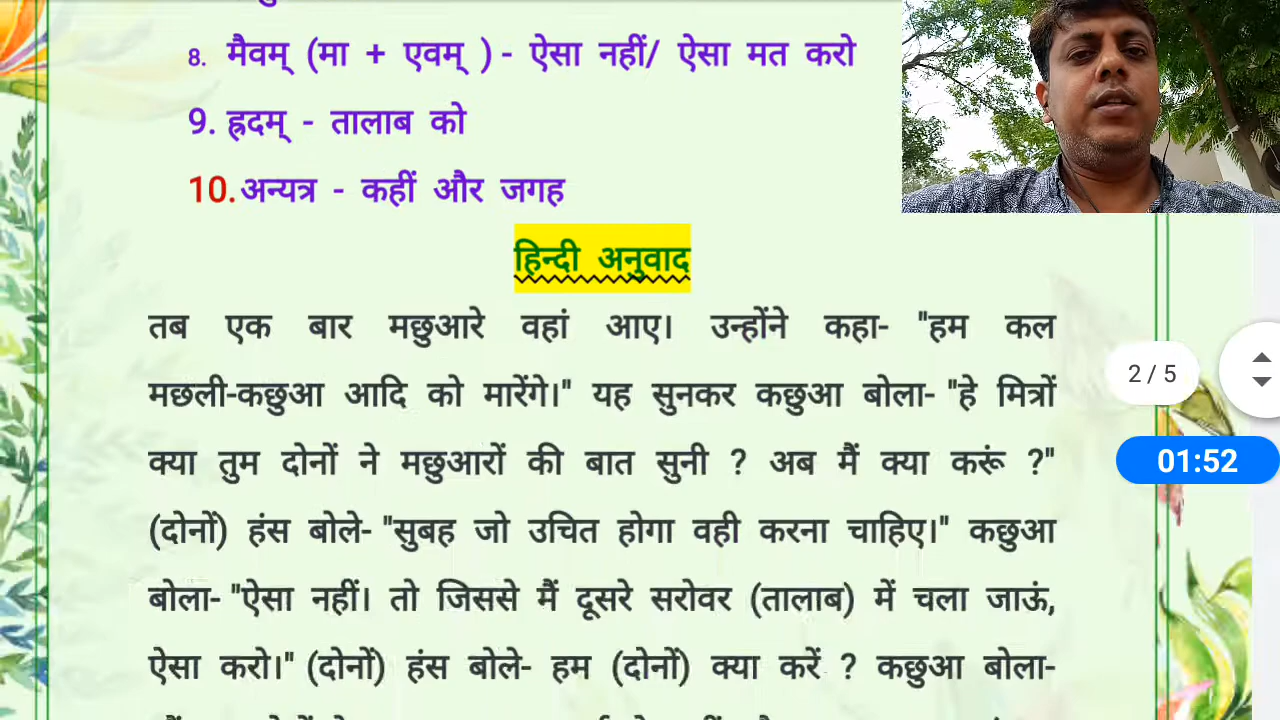 8. मैवम् (मा + एवम् ) - ऐसा नहीं/ ऐसा मत करो
9. ह्रदम् - तालाब को
10. अन्यत्र - कहीं और जगह
हिन्दी अनुवाद
तब एक बार मछुआरे वहां आए। उन्होंने कहा- "हम कल
मछली-कछुआ आदि को मारेंगे।" यह सुनकर कछुआ बोला- "हे मित्रों
क्या तुम दोनों ने मछुआरों की बात सुनी ? अब मैं क्या करूं ?"
(दोनों) हंस बोले- "सुबह जो उचित होगा वही करना चाहिए।" कछुआ
बोला- "ऐसा नहीं। तो जिससे मैं दूसरे सरोवर (तालाब) में चला जाऊं,
ऐसा करो।" (दोनों) हंस बोले- हम (दोनों) क्या करें ? कछुआ बोला-
2 / 5
01:52